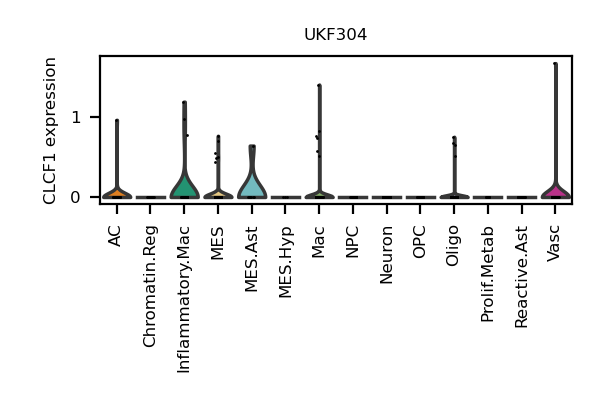 UKF304
CLCF1 expression
1
0
AC
Chromatin.Reg
Inflammatory.Mac
MES
MES.Ast
MES.Hyp
Mac
NPC
Neuron
OPC
Oligo
Prolif.Metab
Reactive.Ast
Vasc